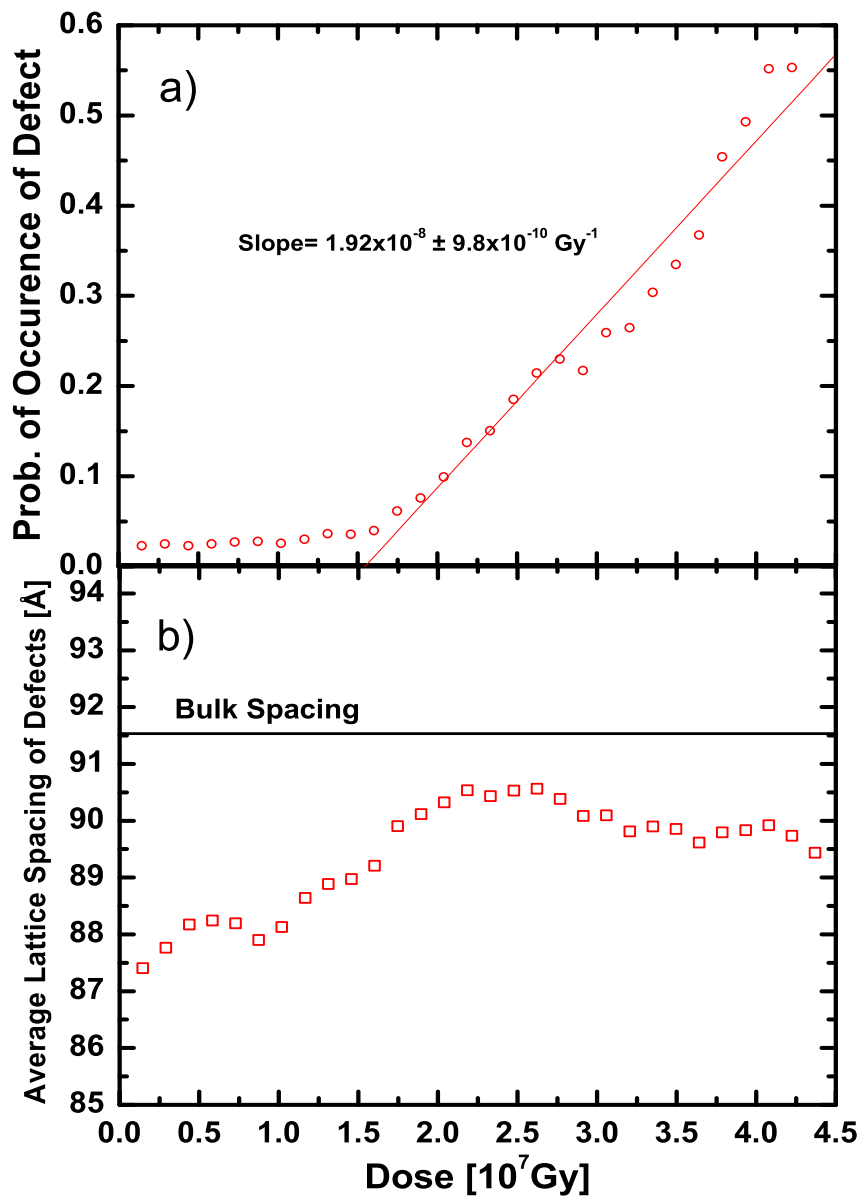 0.6
a)
0.5
0.4
Slope= 1.92x10⁻⁸ ± 9.8x10⁻¹⁰ Gy⁻¹
0.3
0.2
0.1
0.0
Prob. of Occurence of Defect
94
b)
93
92
Bulk Spacing
91
90
89
88
87
86
85
Average Lattice Spacing of Defects [Å]
0.0 0.5 1.0 1.5 2.0 2.5 3.0 3.5 4.0 4.5
Dose [10⁷Gy]